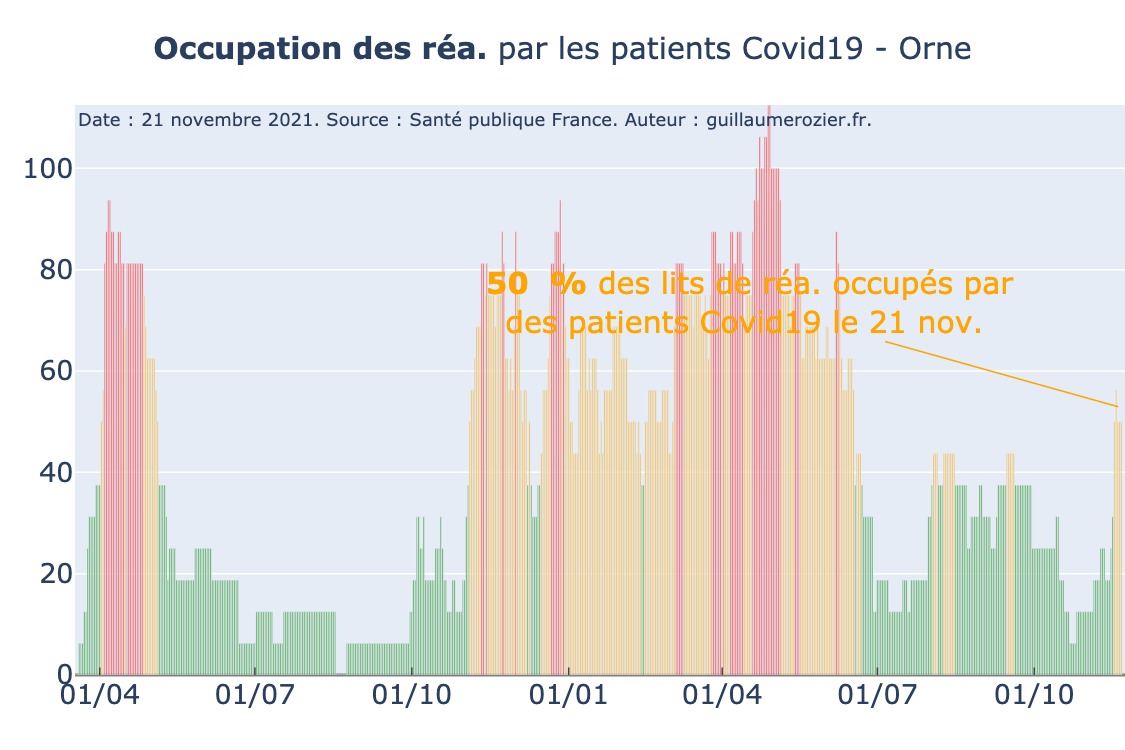 Occupation des réa. par les patients Covid19 - Orne
Date : 21 novembre 2021. Source : Santé publique France. Auteur : guillaumerozier.fr.
100
80
50 % des lits de réa. occupés par
des patients Covid19 le 21 nov.
60
40
20
0
01/04 01/07 01/10 01/01 01/04 01/07 01/10